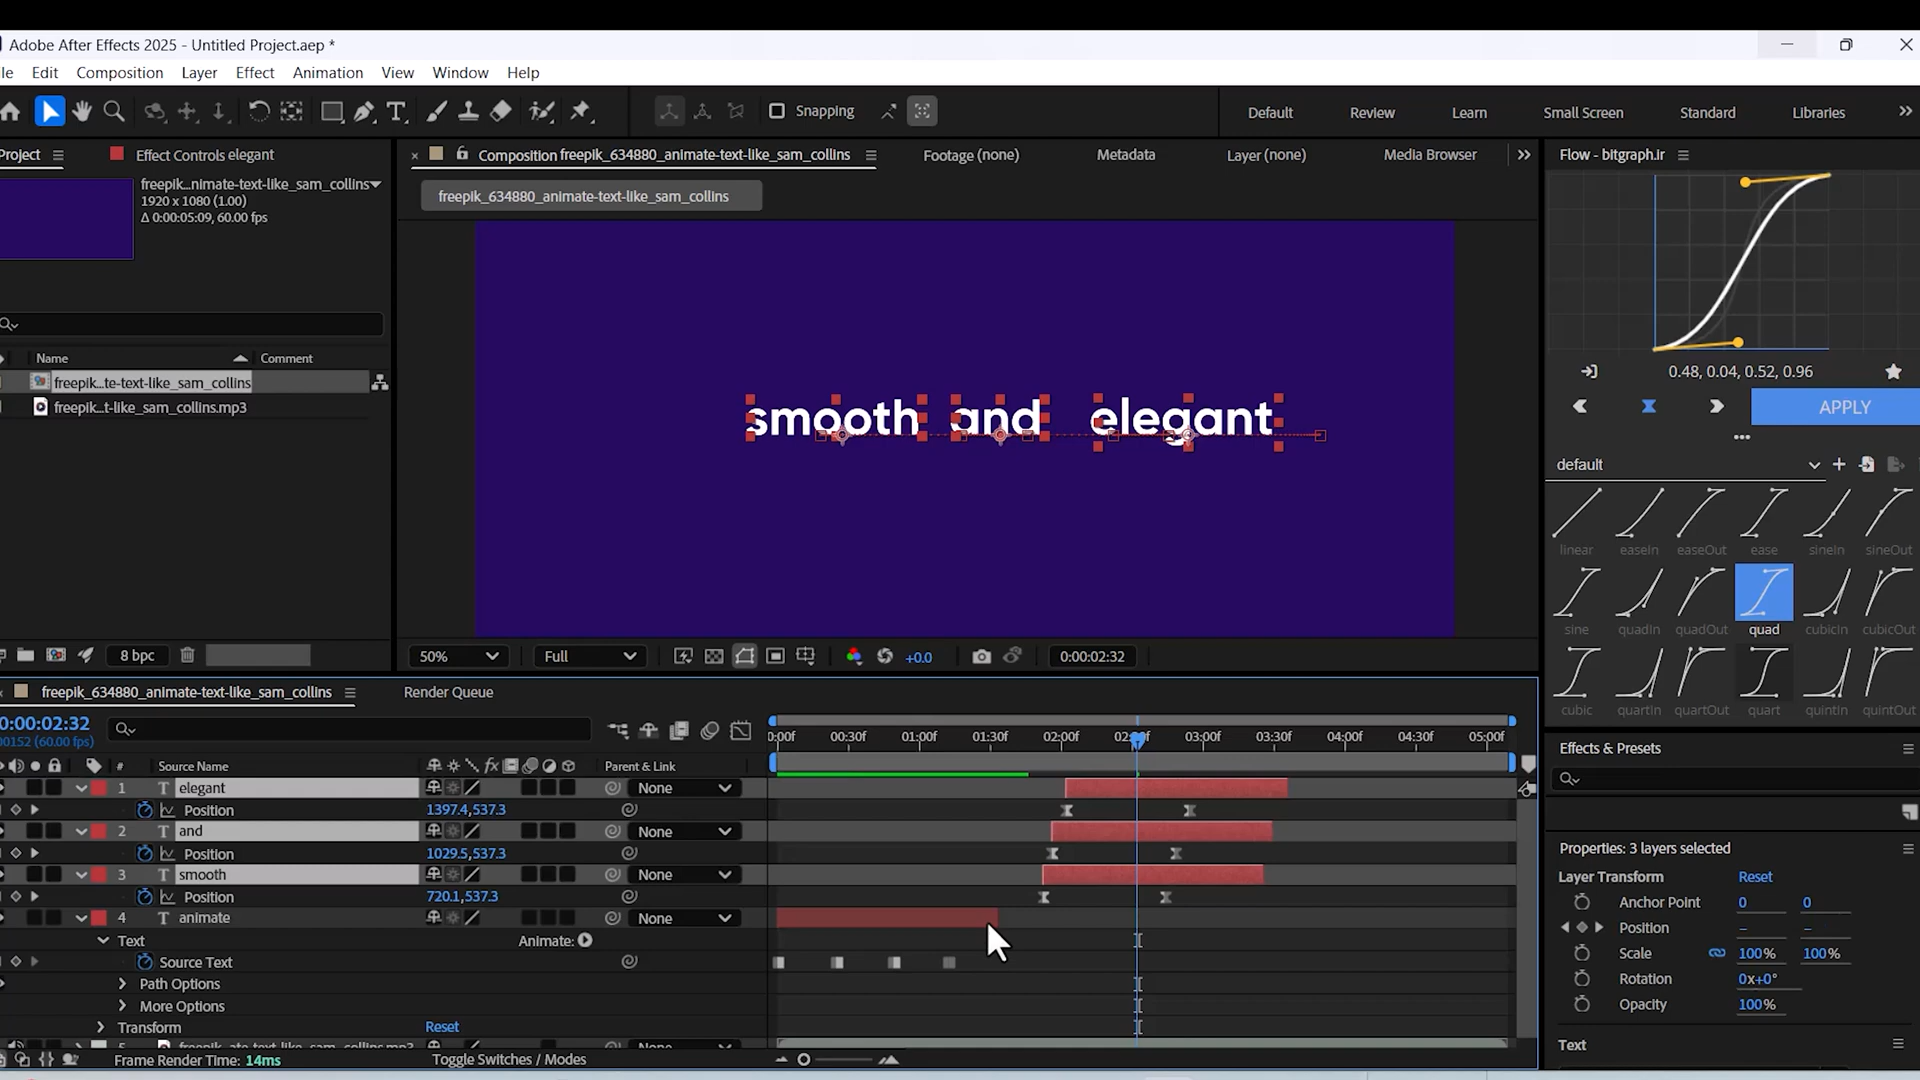 Adobe After Effects 2025 - Untitled Project.aep *
le Edit Composition Layer Effect Animation View Window Help
Snapping
Default Review Learn Small Screen Standard Libraries
Project
Effect Controls elegant
Composition freepik_634880_animate-text-like_sam_collins
Footage (none) Metadata Layer (none) Media Browser
Flow - bitgraph.ir
freepik...nimate-text-like_sam_collins
1920 x 1080 (1.00)
Δ 0:00:05:09, 60.00 fps
freepik_634880_animate-text-like_sam_collins
Name Comment
freepik...te-text-like_sam_collins
freepik...t-like_sam_collins.mp3
smooth and elegant
0.48, 0.04, 0.52, 0.96
APPLY
default
linear easeIn easeOut ease sineIn sineOut
sine quadIn quadOut quad cubicIn cubicOut
cubic quartIn quartOut quart quintIn quintOut
8 bpc
50% Full +0.0 0:00:02:32
freepik_634880_animate-text-like_sam_collins Render Queue
0:00:02:32
00152 (60.00 fps)
0:00f 00:30f 01:00f 01:30f 02:00f 03:00f 03:30f 04:00f 04:30f 05:00f
# Source Name fx Parent & Link
1 T elegant None
Position 1397.4,537.3
2 T and None
Position 1029.5,537.3
3 T smooth None
Position 720.1,537.3
4 T animate None
Text Animate:
Source Text
Path Options
More Options
Transform Reset
Frame Render Time: 14ms Toggle Switches / Modes
Effects & Presets
Properties: 3 layers selected
Layer Transform Reset
Anchor Point 0 0
Position – –
Scale 100% 100%
Rotation 0x+0°
Opacity 100%
Text